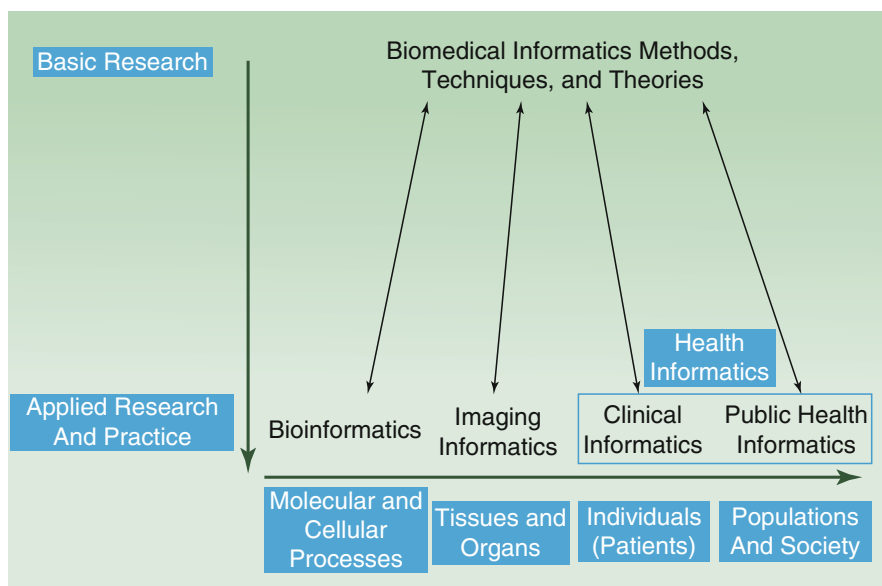 Basic Research
Biomedical Informatics Methods,
Techniques, and Theories
Health
Informatics
Applied Research
And Practice
Bioinformatics
Imaging
Informatics
Clinical
Informatics
Public Health
Informatics
Molecular and
Cellular
Processes
Tissues and
Organs
Individuals
(Patients)
Populations
And Society